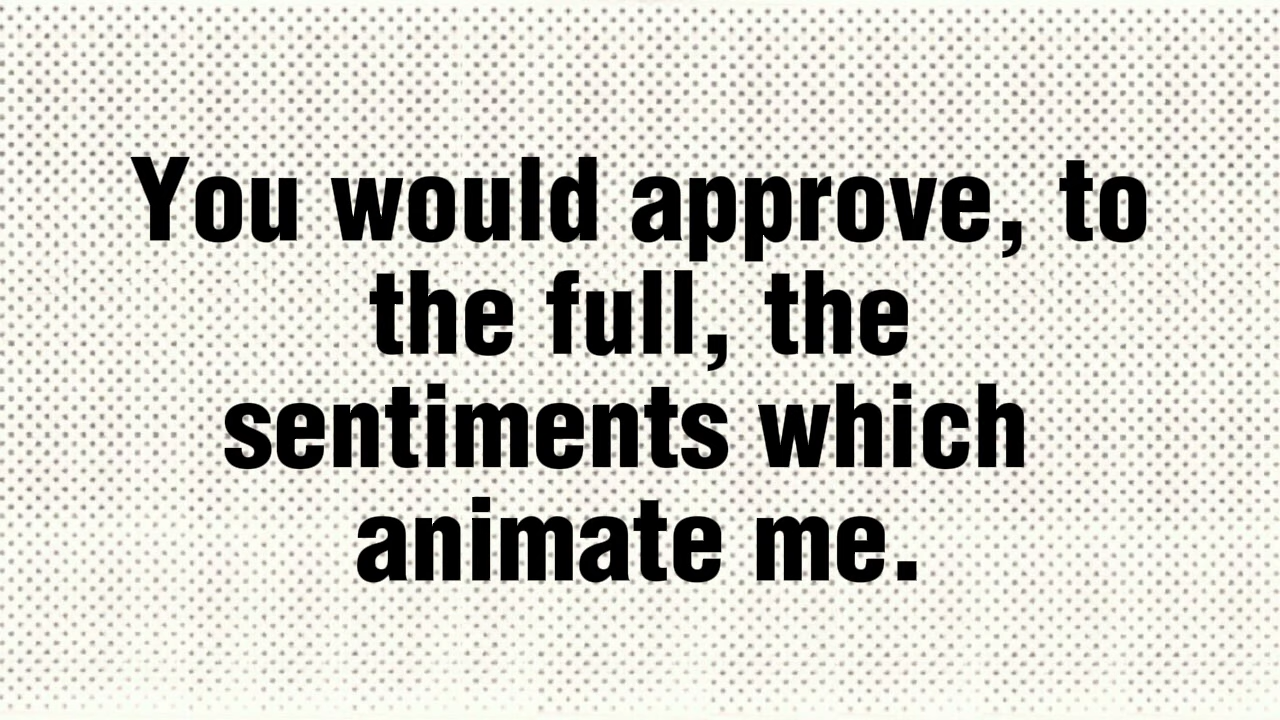 You would approve, to
the full, the
sentiments which
animate me.